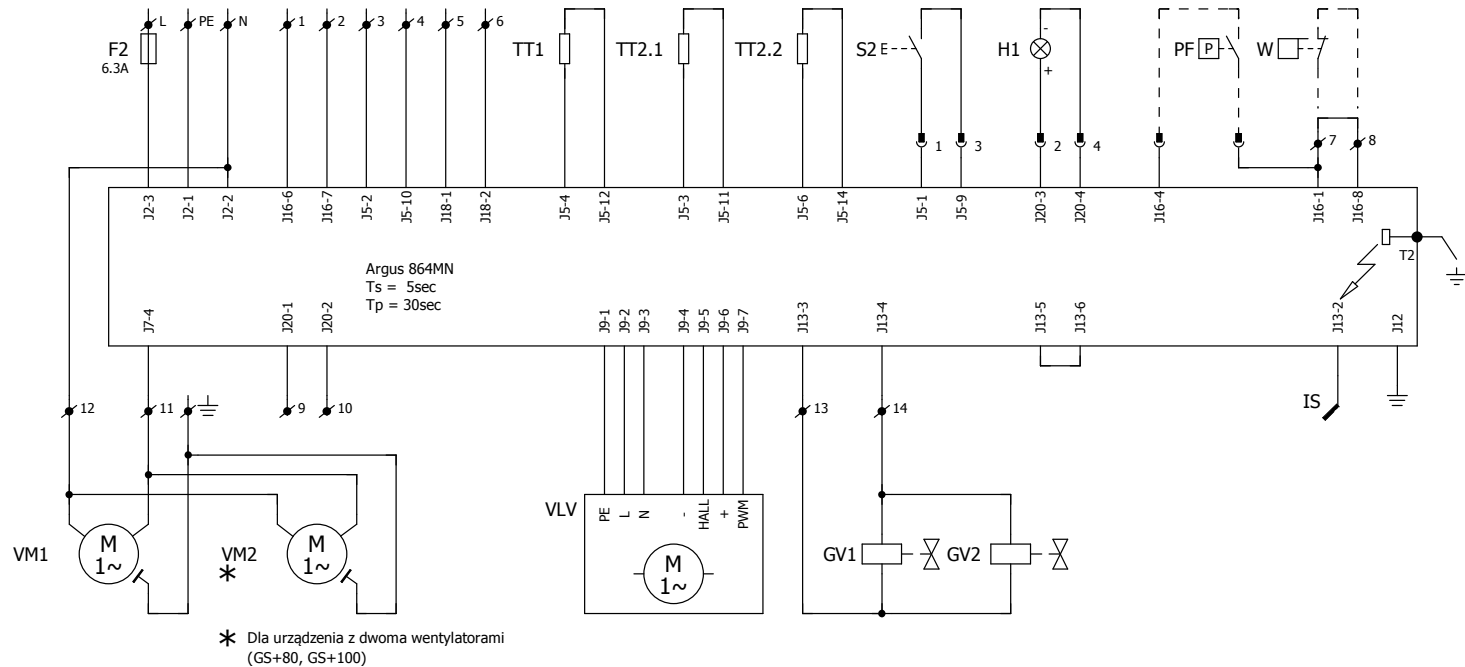 L PE N 1 2 3 4 5 6
F2
6.3A
TT1 TT2.1 TT2.2 S2 E H1 - + PF P W
1 3 2 4 7 8
J2-3 J2-1 J2-2 J16-6 J16-7 J5-2 J5-10 J18-1 J18-2 J5-4 J5-12 J5-3 J5-11 J5-6 J5-14 J5-1 J5-9 J20-3 J20-4 J16-4 J16-1 J16-8
T2
Argus 864MN
Ts = 5sec
Tp = 30sec
J7-4 J20-1 J20-2 J9-1 J9-2 J9-3 J9-4 J9-5 J9-6 J9-7 J13-3 J13-4 J13-5 J13-6 J13-2 J12
12 11 9 10 13 14 IS
VLV PE L N - HALL + PWM
VM1 M 1~ VM2 M 1~ M 1~ GV1 GV2
* 
* Dla urządzenia z dwoma wentylatorami
(GS+80, GS+100)